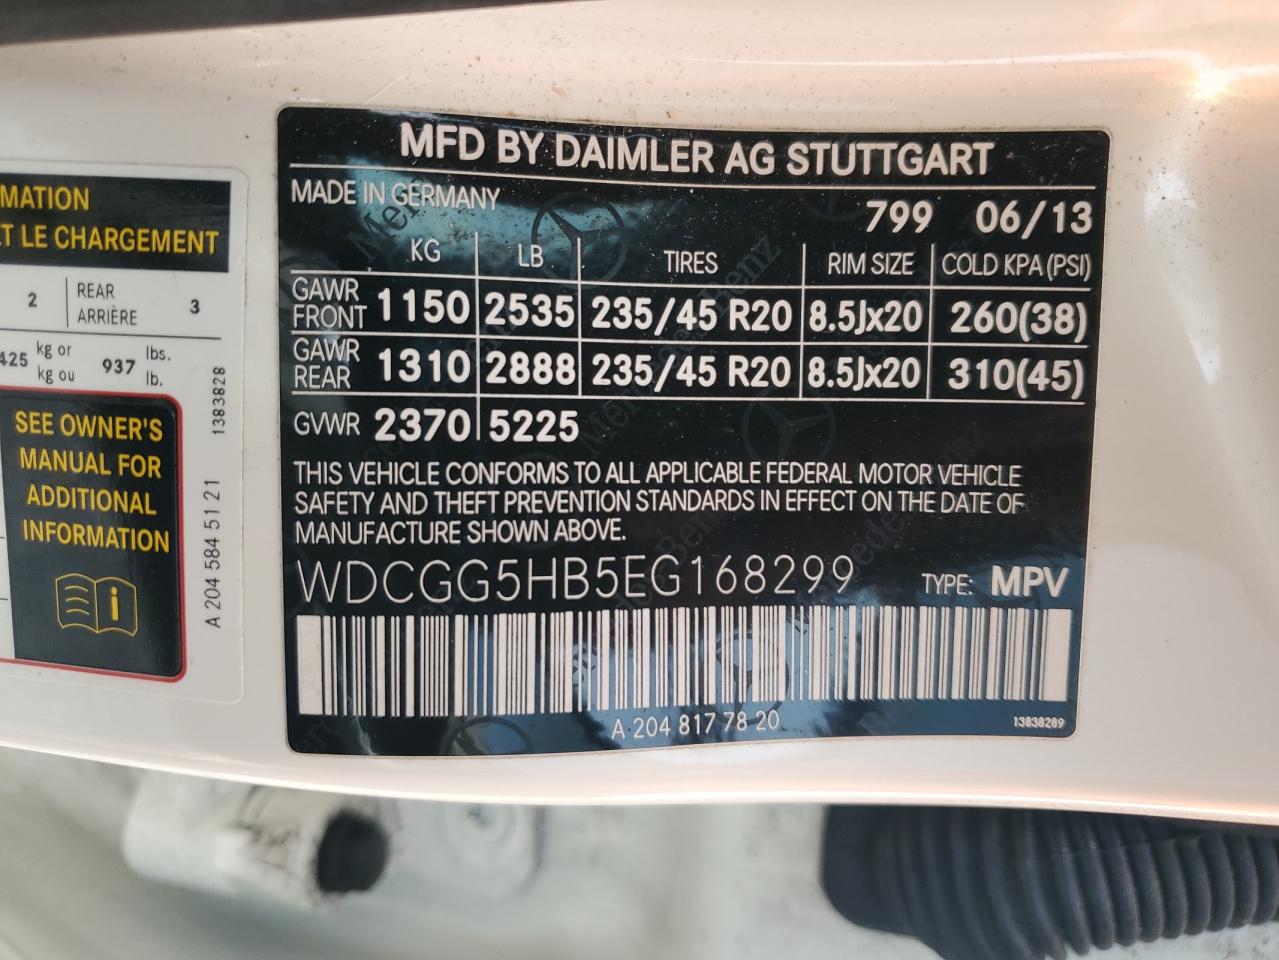 MATION
ET LE CHARGEMENT
2 REAR ARRIÈRE 3
425 kg or kg ou 937 lbs. lb.
SEE OWNER'S
MANUAL FOR
ADDITIONAL
INFORMATION
i
A 204 584 51 21
1383828
MFD BY DAIMLER AG STUTTGART
MADE IN GERMANY
799 06/13
KG LB TIRES RIM SIZE COLD KPA (PSI)
GAWR FRONT 1150 2535 235/45 R20 8.5Jx20 260(38)
GAWR REAR 1310 2888 235/45 R20 8.5Jx20 310(45)
GVWR 2370 5225
THIS VEHICLE CONFORMS TO ALL APPLICABLE FEDERAL MOTOR VEHICLE
SAFETY AND THEFT PREVENTION STANDARDS IN EFFECT ON THE DATE OF
MANUFACTURE SHOWN ABOVE.
WDCGG5HB5EG168299 TYPE: MPV
A 204 817 78 20
13838289